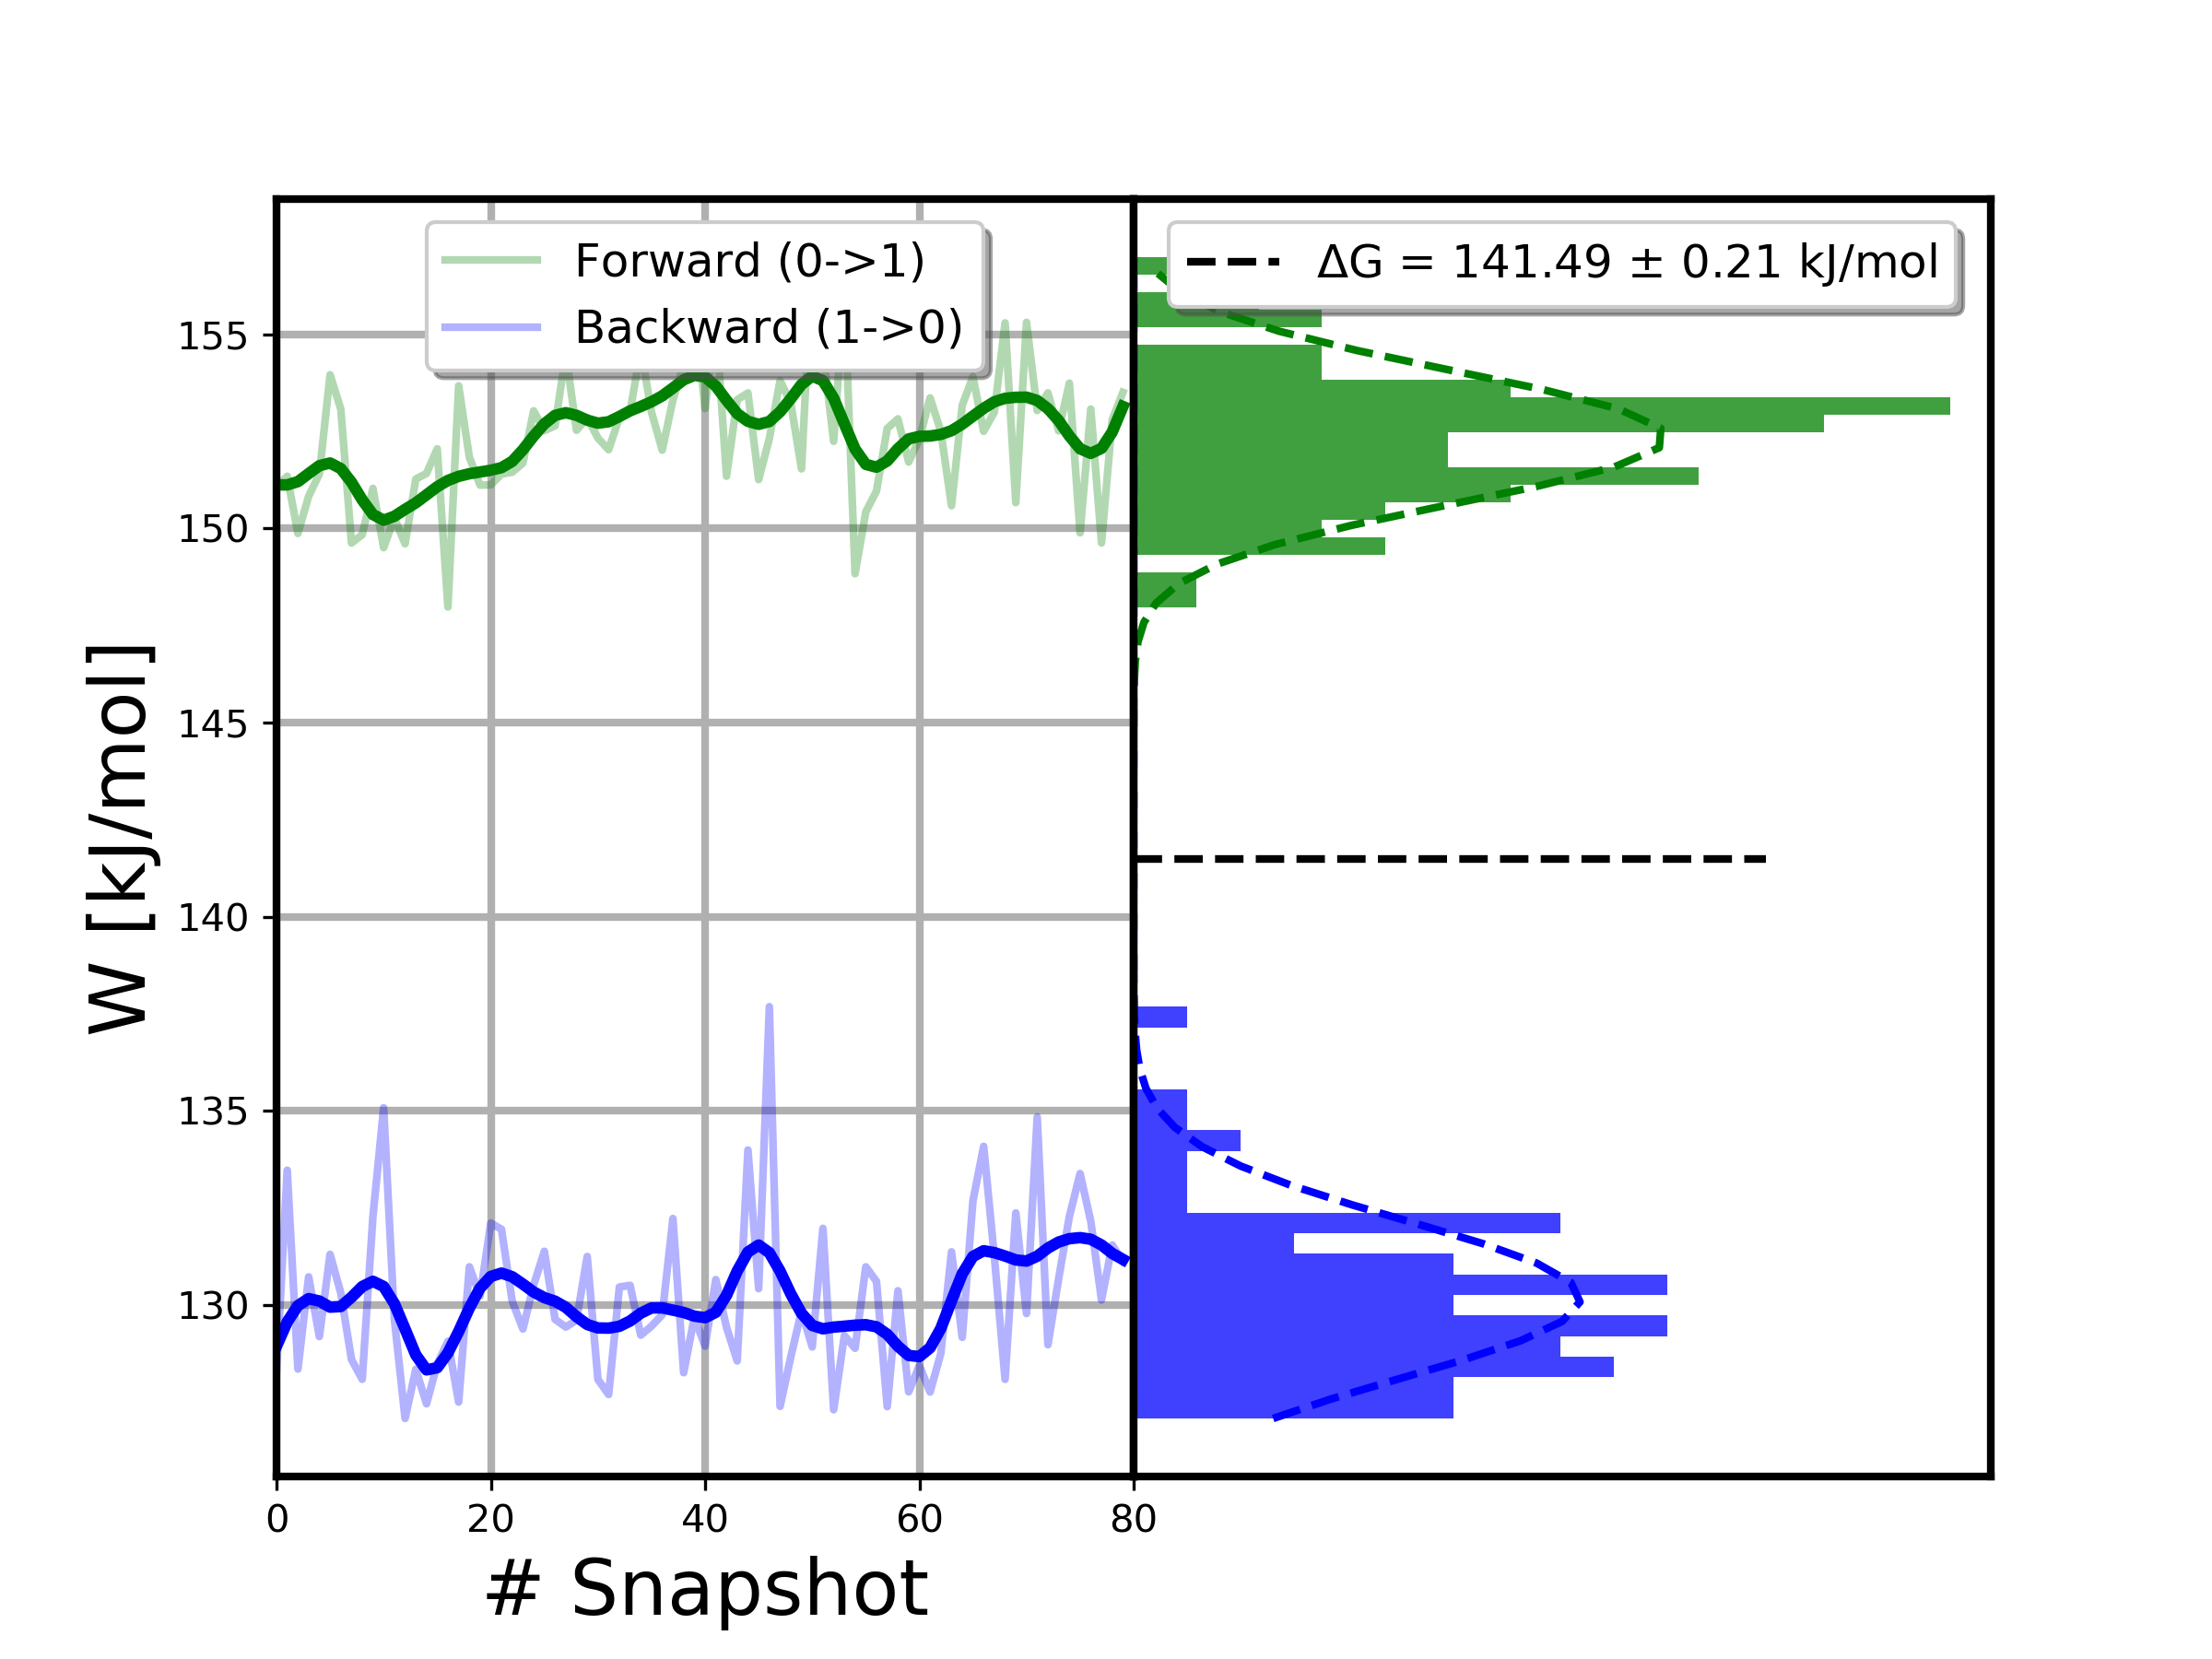 Forward (0->1)
Backward (1->0)
ΔG = 141.49 ± 0.21 kJ/mol
155
150
145
140
135
130
W [kJ/mol]
0 20 40 60 80
# Snapshot